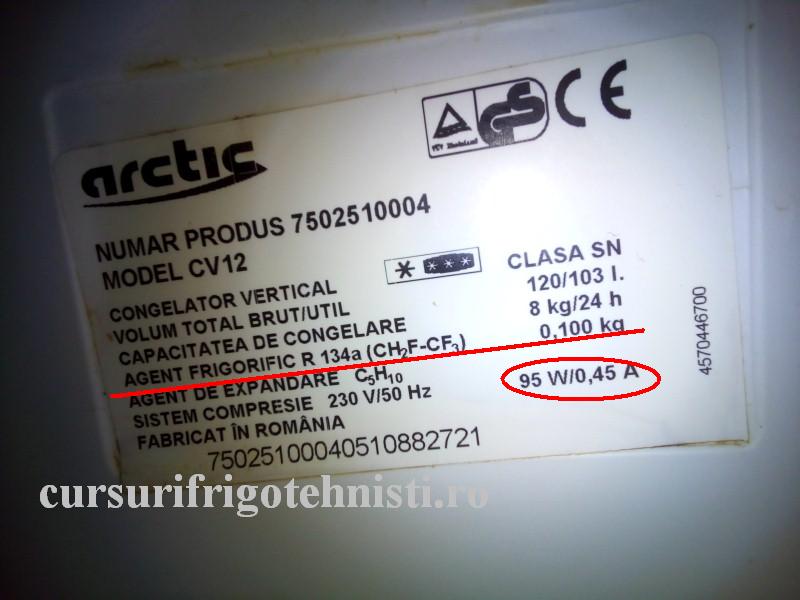 arctic
NUMAR PRODUS 7502510004
MODEL CV12
CLASA SN
CONGELATOR VERTICAL
VOLUM TOTAL BRUT/UTIL 120/103 l.
CAPACITATEA DE CONGELARE 8 kg/24 h
AGENT FRIGORIFIC R 134a (CH₂F-CF₃) 0,100 kg
AGENT DE EXPANDARE C₅H₁₀
SISTEM COMPRESIE 230 V/50 Hz 95 W/0,45 A
FABRICAT ÎN ROMÂNIA
75025100040510882721
4570446700
GS CE
cursurifrigotehnisti.ro